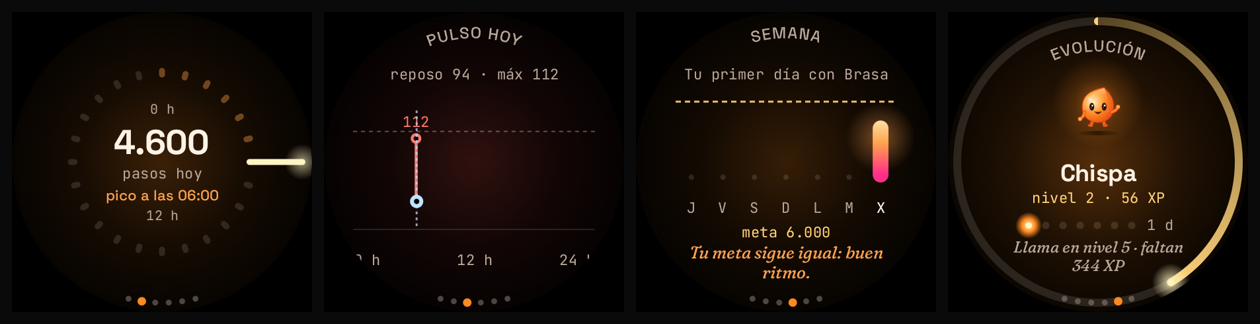 0 h
4.600
pasos hoy
pico a las 06:00
12 h
PULSO HOY
reposo 94 · máx 112
112
h
12 h
24
SEMANA
Tu primer día con Brasa
J V S D L M X
meta 6.000
Tu meta sigue igual: buen
ritmo.
EVOLUCIÓN
Chispa
nivel 2 · 56 XP
1 d
Llama en nivel 5 · faltan
344 XP